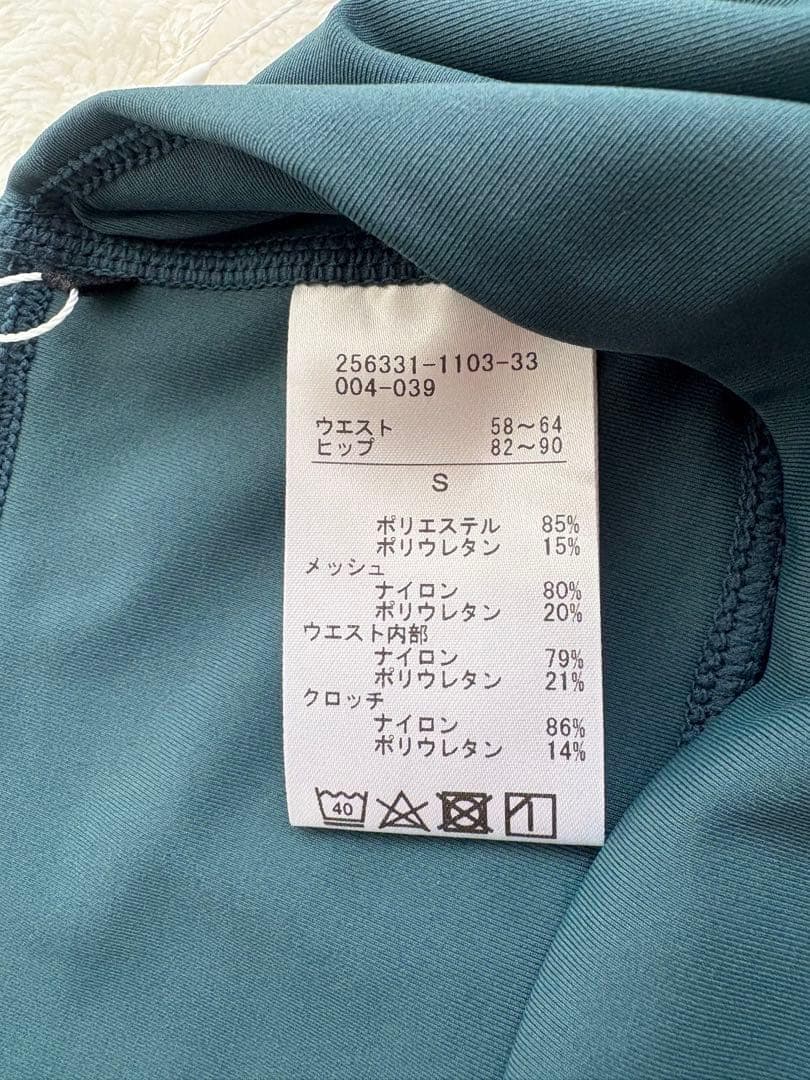 256331-1103-33
004-039
ウエスト 58～64
ヒップ 82～90
S
ポリエステル 85%
ポリウレタン 15%
メッシュ
ナイロン 80%
ポリウレタン 20%
ウエスト内部
ナイロン 79%
ポリウレタン 21%
クロッチ
ナイロン 86%
ポリウレタン 14%
40